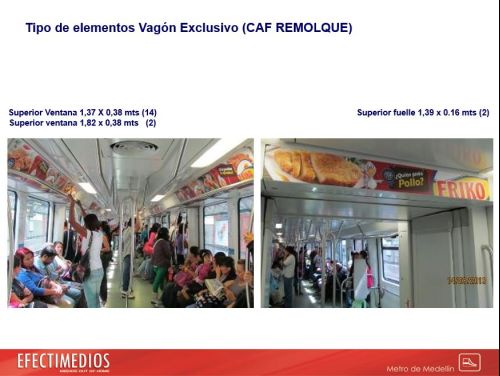 Tipo de elementos Vagón Exclusivo (CAF REMOLQUE)
Superior Ventana 1,37 X 0,38 mts (14)
Superior ventana 1,82 x 0,38 mts (2)
Superior fuelle 1,39 x 0.16 mts (2)
¿Quién pidió
Pollo?
FRIKO
EFECTIMEDIOS
Metro de Medellín